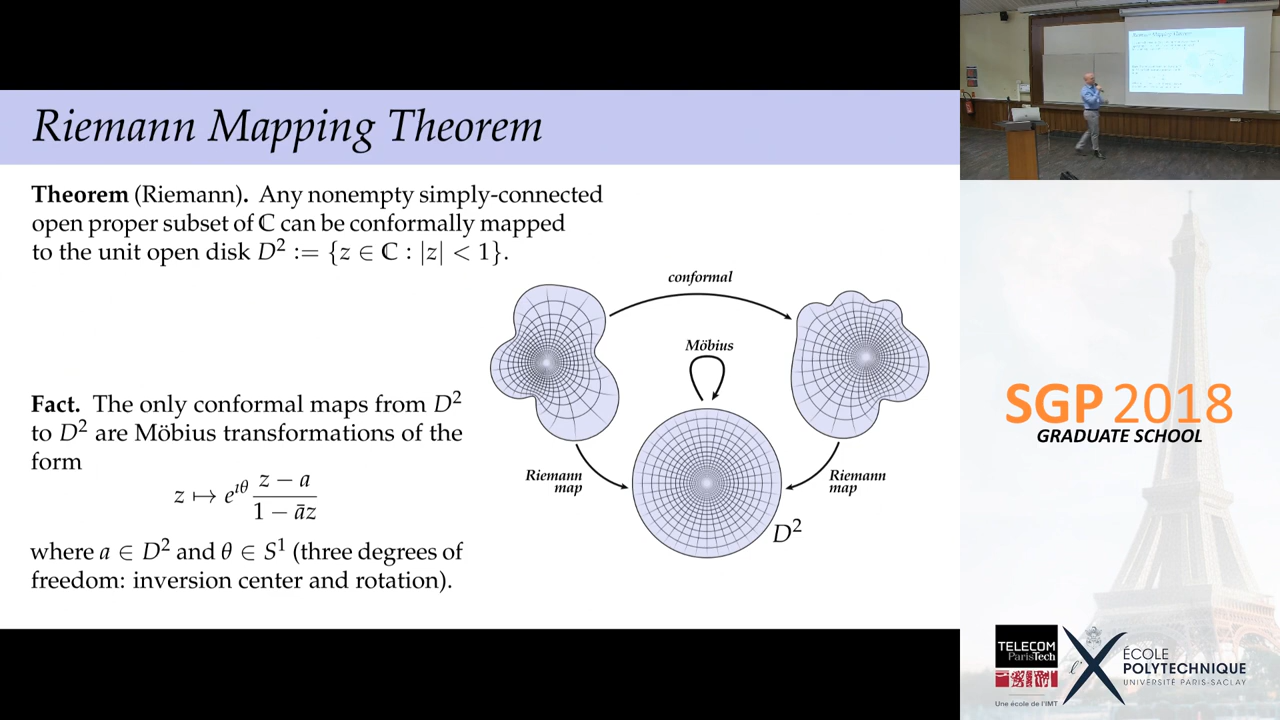 Riemann Mapping Theorem
Theorem (Riemann). Any nonempty simply-connected
open proper subset of ℂ can be conformally mapped
to the unit open disk D² := {z ∈ ℂ : |z| < 1}.
conformal
Möbius
Riemann
map
Riemann
map
D²
Fact. The only conformal maps from D²
to D² are Möbius transformations of the
form
z ↦ e^{ıθ} \frac{z − a}{1 − āz}
where a ∈ D² and θ ∈ S¹ (three degrees of
freedom: inversion center and rotation).
Riemann Mapping Theorem
SGP 2018
GRADUATE SCHOOL
TELECOM
ParisTech
Une école de l'IMT
l'X
ÉCOLE
POLYTECHNIQUE
UNIVERSITÉ PARIS-SACLAY